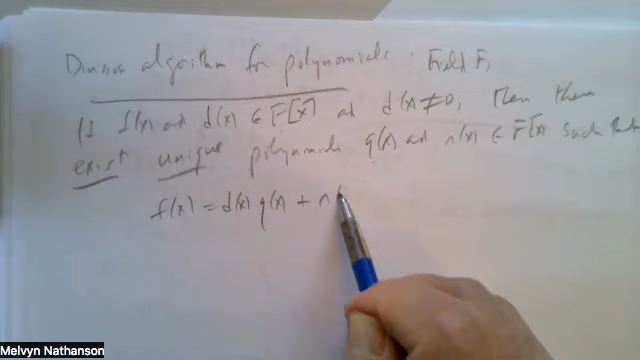 Division algorithm for polynomials : Field F,
If f(x) and d(x) ∈ F[x] and d(x) ≠ 0, then there
exist unique polynomials q(x) and r(x) ∈ F[x] such that
f(x) = d(x) q(x) + r(
Melvyn Nathanson